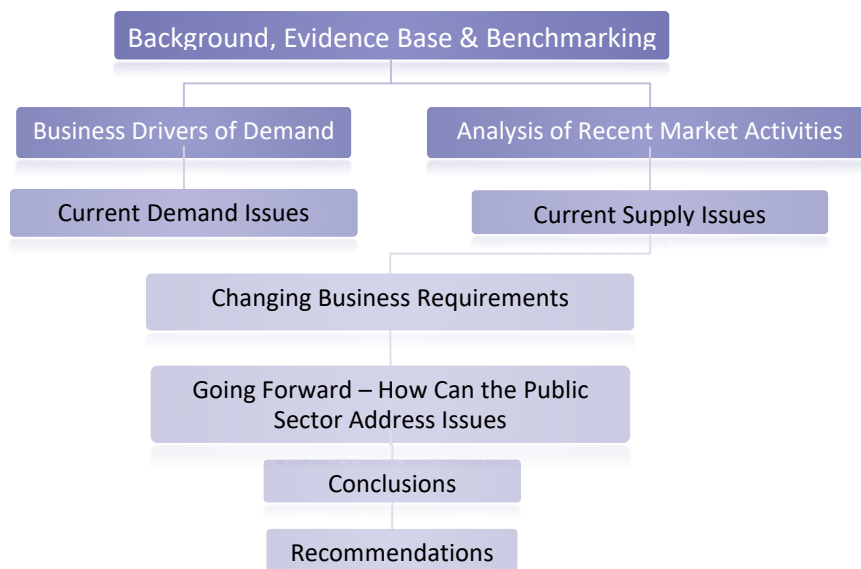 Background, Evidence Base & Benchmarking
Business Drivers of Demand
Analysis of Recent Market Activities
Current Demand Issues
Current Supply Issues
Changing Business Requirements
Going Forward – How Can the Public
Sector Address Issues
Conclusions
Recommendations